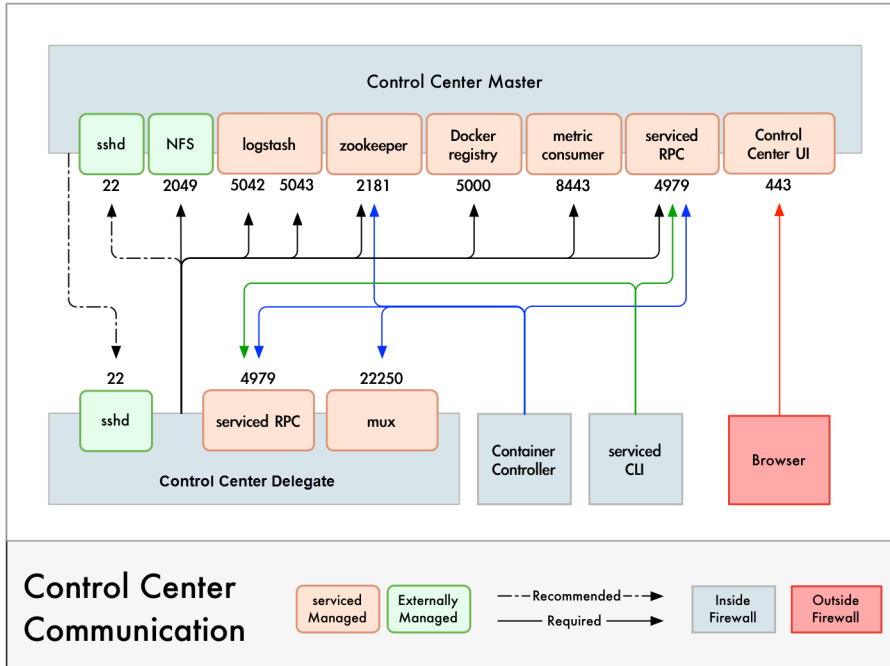 Control Center Master
sshd
NFS
logstash
zookeeper
Docker
registry
metric
consumer
serviced
RPC
Control
Center UI
22
2049
5042
5043
2181
5000
8443
4979
443
22
4979
22250
sshd
serviced RPC
mux
Control Center Delegate
Container
Controller
serviced
CLI
Browser
Control Center
Communication
serviced
Managed
Externally
Managed
Recommended
Required
Inside
Firewall
Outside
Firewall